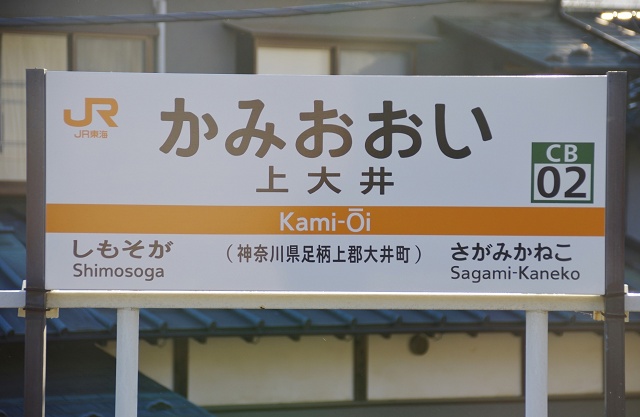 JR
JR東海
かみおおい
上大井
CB
02
Kami-Ōi
しもそが
Shimosoga
(神奈川県足柄上郡大井町)
さがみかねこ
Sagami-Kaneko